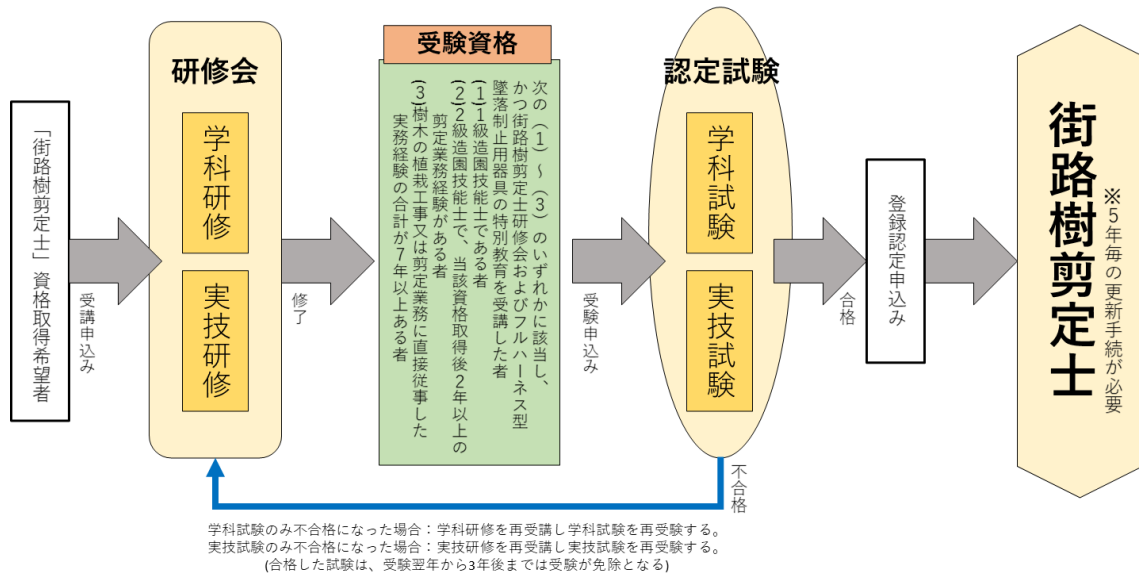 「街路樹剪定士」資格取得希望者
受講申込み
研修会
学科研修
実技研修
修了
受験資格
次の（１）～（３）のいずれかに該当し、
かつ街路樹剪定士研修会およびフルハーネス型
墜落制止用器具の特別教育を受講した者
(１)１級造園技能士である者
(２)２級造園技能士で、当該資格取得後２年以上の
剪定業務経験がある者
(３)樹木の植栽工事又は剪定業務に直接従事した
実務経験の合計が７年以上ある者
受験申込み
認定試験
学科試験
実技試験
合格
不合格
登録認定申込み
街路樹剪定士
※５年毎の更新手続が必要
学科試験のみ不合格になった場合：学科研修を再受講し学科試験を再受験する。
実技試験のみ不合格になった場合：実技研修を再受講し実技試験を再受験する。
(合格した試験は、受験翌年から3年後までは受験が免除となる)